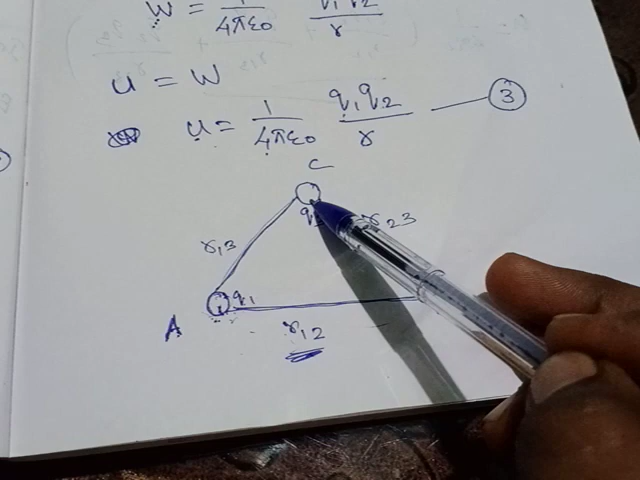 W = 1/4πε0 q1q2/r
u = W
u = 1/4πε0 q1q2/r — 3
C
r13 r23
q1
A
r12